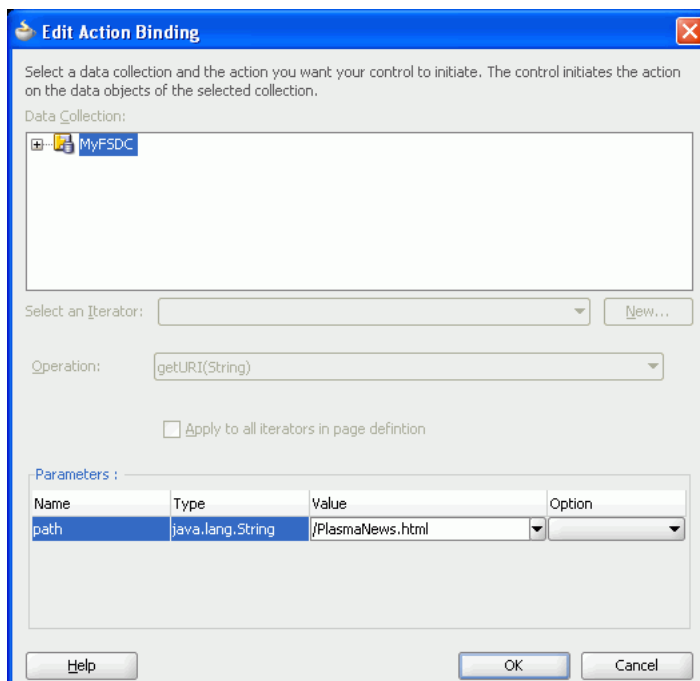 Edit Action Binding
Select a data collection and the action you want your control to initiate. The control initiates the action
on the data objects of the selected collection.
Data Collection:
MyFSDC
Select an Iterator: New...
Operation: getURI(String)
Apply to all iterators in page defintion
Parameters :
Name Type Value Option
path java.lang.String /PlasmaNews.html
Help OK Cancel